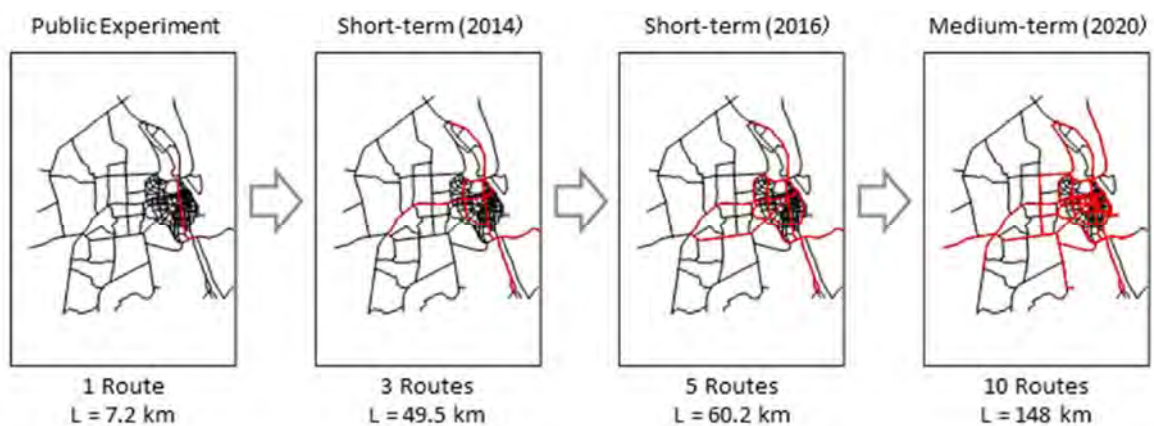 Public Experiment
Short-term (2014)
Short-term (2016)
Medium-term (2020)
1 Route
L = 7.2 km
3 Routes
L = 49.5 km
5 Routes
L = 60.2 km
10 Routes
L = 148 km